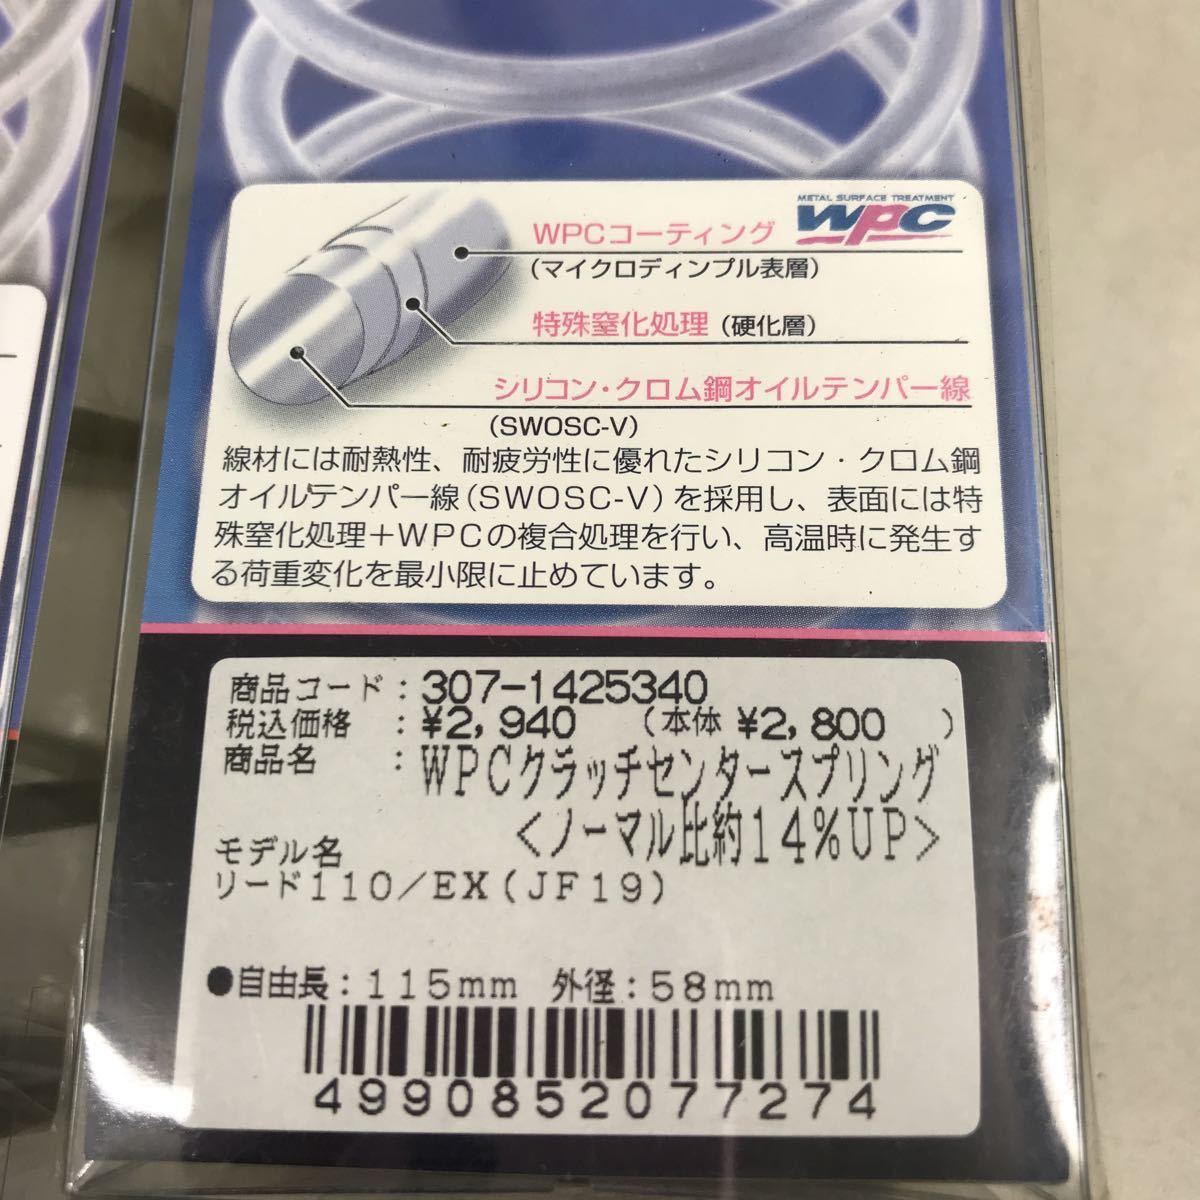 METAL SURFACE TREATMENT
WPC
WPCコーティング
(マイクロディンプル表層)
特殊窒化処理(硬化層)
シリコン・クロム鋼オイルテンパー線
(SWOSC-V)
線材には耐熱性、耐疲労性に優れたシリコン・クロム鋼
オイルテンパー線(SWOSC-V)を採用し、表面には特
殊窒化処理+WPCの複合処理を行い、高温時に発生す
る荷重変化を最小限に止めています。
商品コード:307-1425340
税込価格:¥2,940 (本体 ¥2,800 )
商品名:WPCクラッチセンタースプリング
<ノーマル比約14%UP>
モデル名
リード110/EX(JF19)
●自由長:115mm 外径:58mm
4990852077274